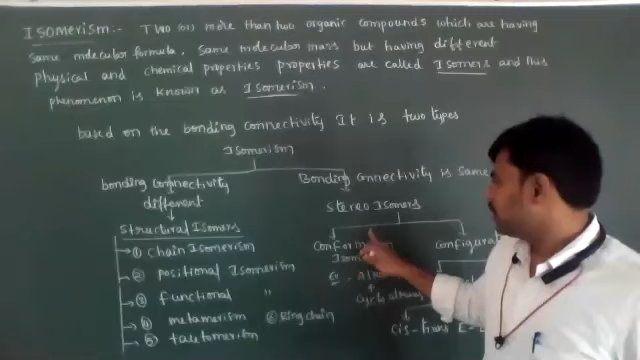 Isomerism :- Two (or) more than two organic compounds which are having
same molecular formula, same molecular mass but having different
physical and chemical properties properties are called Isomers and this
phenomenon is known as Isomerism.
based on the bonding connectivity It is two types
Isomerism
bonding connectivity
different
Structural Isomers
① chain Isomerism
② positional Isomerism
③ functional "
④ metamerism
⑤ tautomerism
⑥ Ring chain
Bonding connectivity is same
stereo Isomers
Conformation
Isom
Configura
cis-trans E-